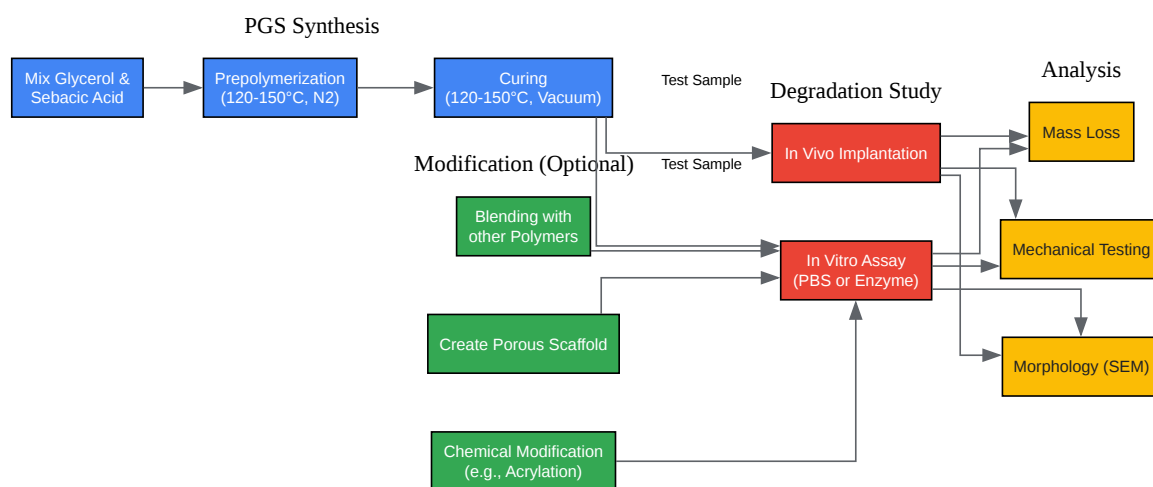 PGS Synthesis
Mix Glycerol &
Sebacic Acid
Prepolymerization
(120-150°C, N2)
Curing
(120-150°C, Vacuum)
Test Sample
Degradation Study
Analysis
In Vivo Implantation
Mass Loss
Modification (Optional)
Test Sample
Blending with
other Polymers
In Vitro Assay
(PBS or Enzyme)
Mechanical Testing
Create Porous Scaffold
Morphology (SEM)
Chemical Modification
(e.g., Acrylation)